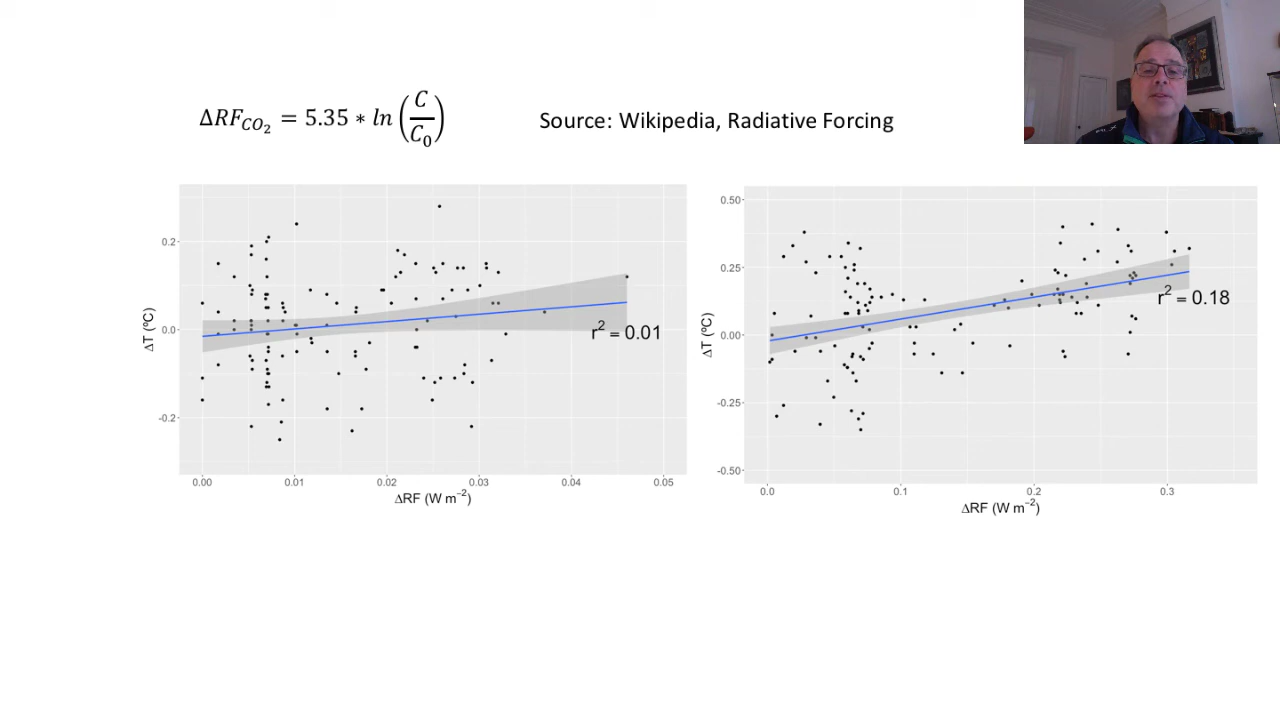 ΔRF_CO₂ = 5.35 * ln(C/C₀)
Source: Wikipedia, Radiative Forcing
0.2
0.0
-0.2
ΔT (ºC)
r² = 0.01
0.00 0.01 0.02 0.03 0.04 0.05
ΔRF (W m⁻²)
0.50
0.25
0.00
-0.25
-0.50
ΔT (ºC)
r² = 0.18
0.0 0.1 0.2 0.3
ΔRF (W m⁻²)